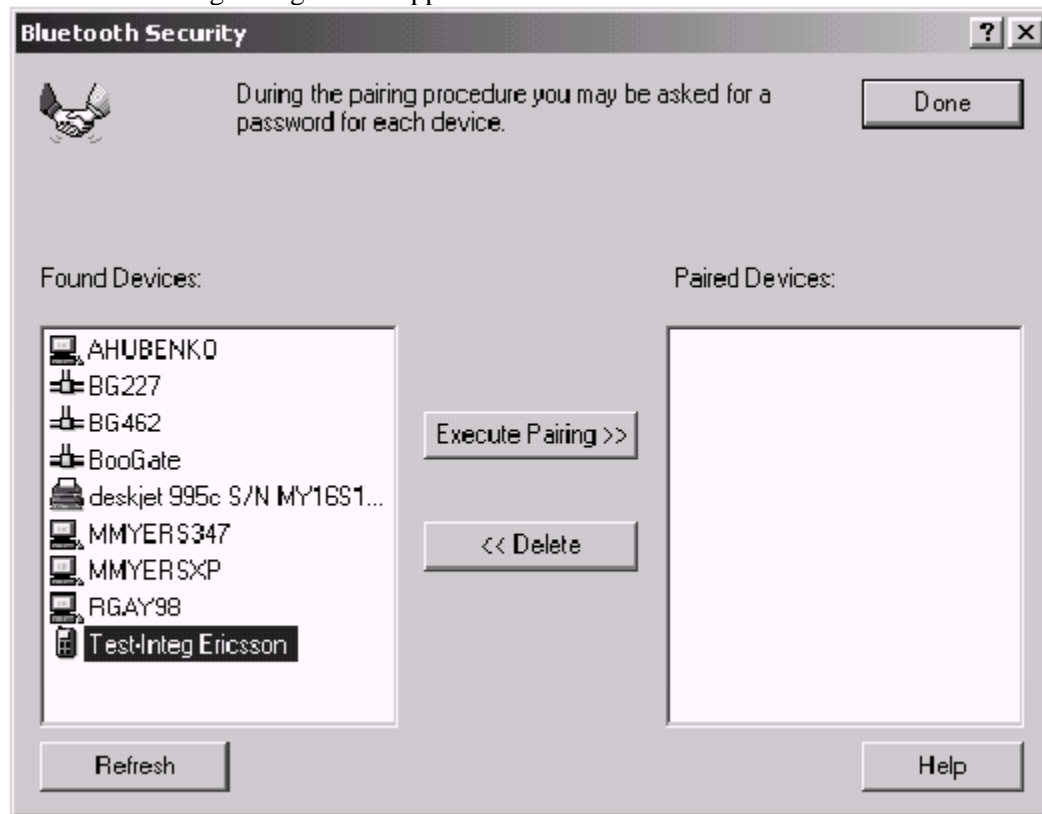 Bluetooth Security
During the pairing procedure you may be asked for a
password for each device.
Done
Found Devices:
Paired Devices:
AHUBENKO
BG227
BG462
BooGate
deskjet 995c S/N MY16S1...
MMYERS347
MMYERSXP
RGAY98
Test-Integ Ericsson
Execute Pairing >>
<< Delete
Refresh
Help